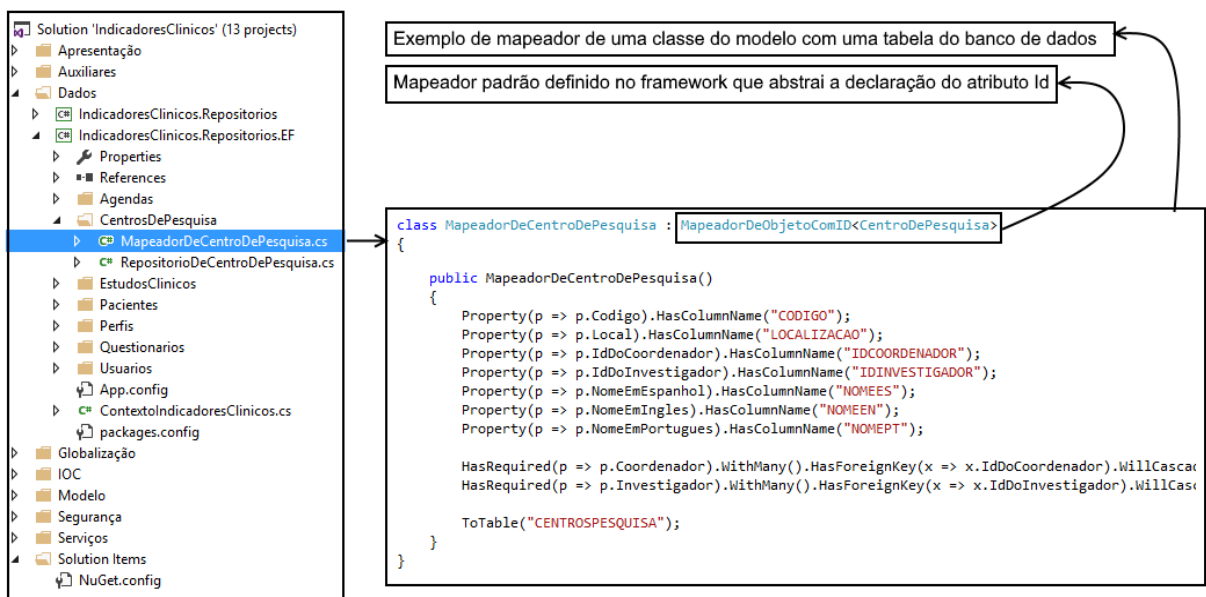 Solution 'IndicadoresClinicos' (13 projects)
Apresentação
Auxiliares
Dados
C# IndicadoresClinicos.Repositorios
C# IndicadoresClinicos.Repositorios.EF
Properties
References
Agendas
CentrosDePesquisa
C# MapeadorDeCentroDePesquisa.cs
C# RepositorioDeCentroDePesquisa.cs
EstudosClinicos
Pacientes
Perfis
Questionarios
Usuarios
App.config
C# ContextoIndicadoresClinicos.cs
packages.config
Globalização
IOC
Modelo
Segurança
Serviços
Solution Items
NuGet.config
Exemplo de mapeador de uma classe do modelo com uma tabela do banco de dados
Mapeador padrão definido no framework que abstrai a declaração do atributo Id
class MapeadorDeCentroDePesquisa : MapeadorDeObjetoComID<CentroDePesquisa>
{
public MapeadorDeCentroDePesquisa()
{
Property(p => p.Codigo).HasColumnName("CODIGO");
Property(p => p.Local).HasColumnName("LOCALIZACAO");
Property(p => p.IdDoCoordenador).HasColumnName("IDCOORDENADOR");
Property(p => p.IdDoInvestigador).HasColumnName("IDINVESTIGADOR");
Property(p => p.NomeEmEspanhol).HasColumnName("NOMEES");
Property(p => p.NomeEmIngles).HasColumnName("NOMEEN");
Property(p => p.NomeEmPortugues).HasColumnName("NOMEPT");
HasRequired(p => p.Coordenador).WithMany().HasForeignKey(x => x.IdDoCoordenador).WillCascad
HasRequired(p => p.Investigador).WithMany().HasForeignKey(x => x.IdDoInvestigador).WillCasc
ToTable("CENTROSPESQUISA");
}
}